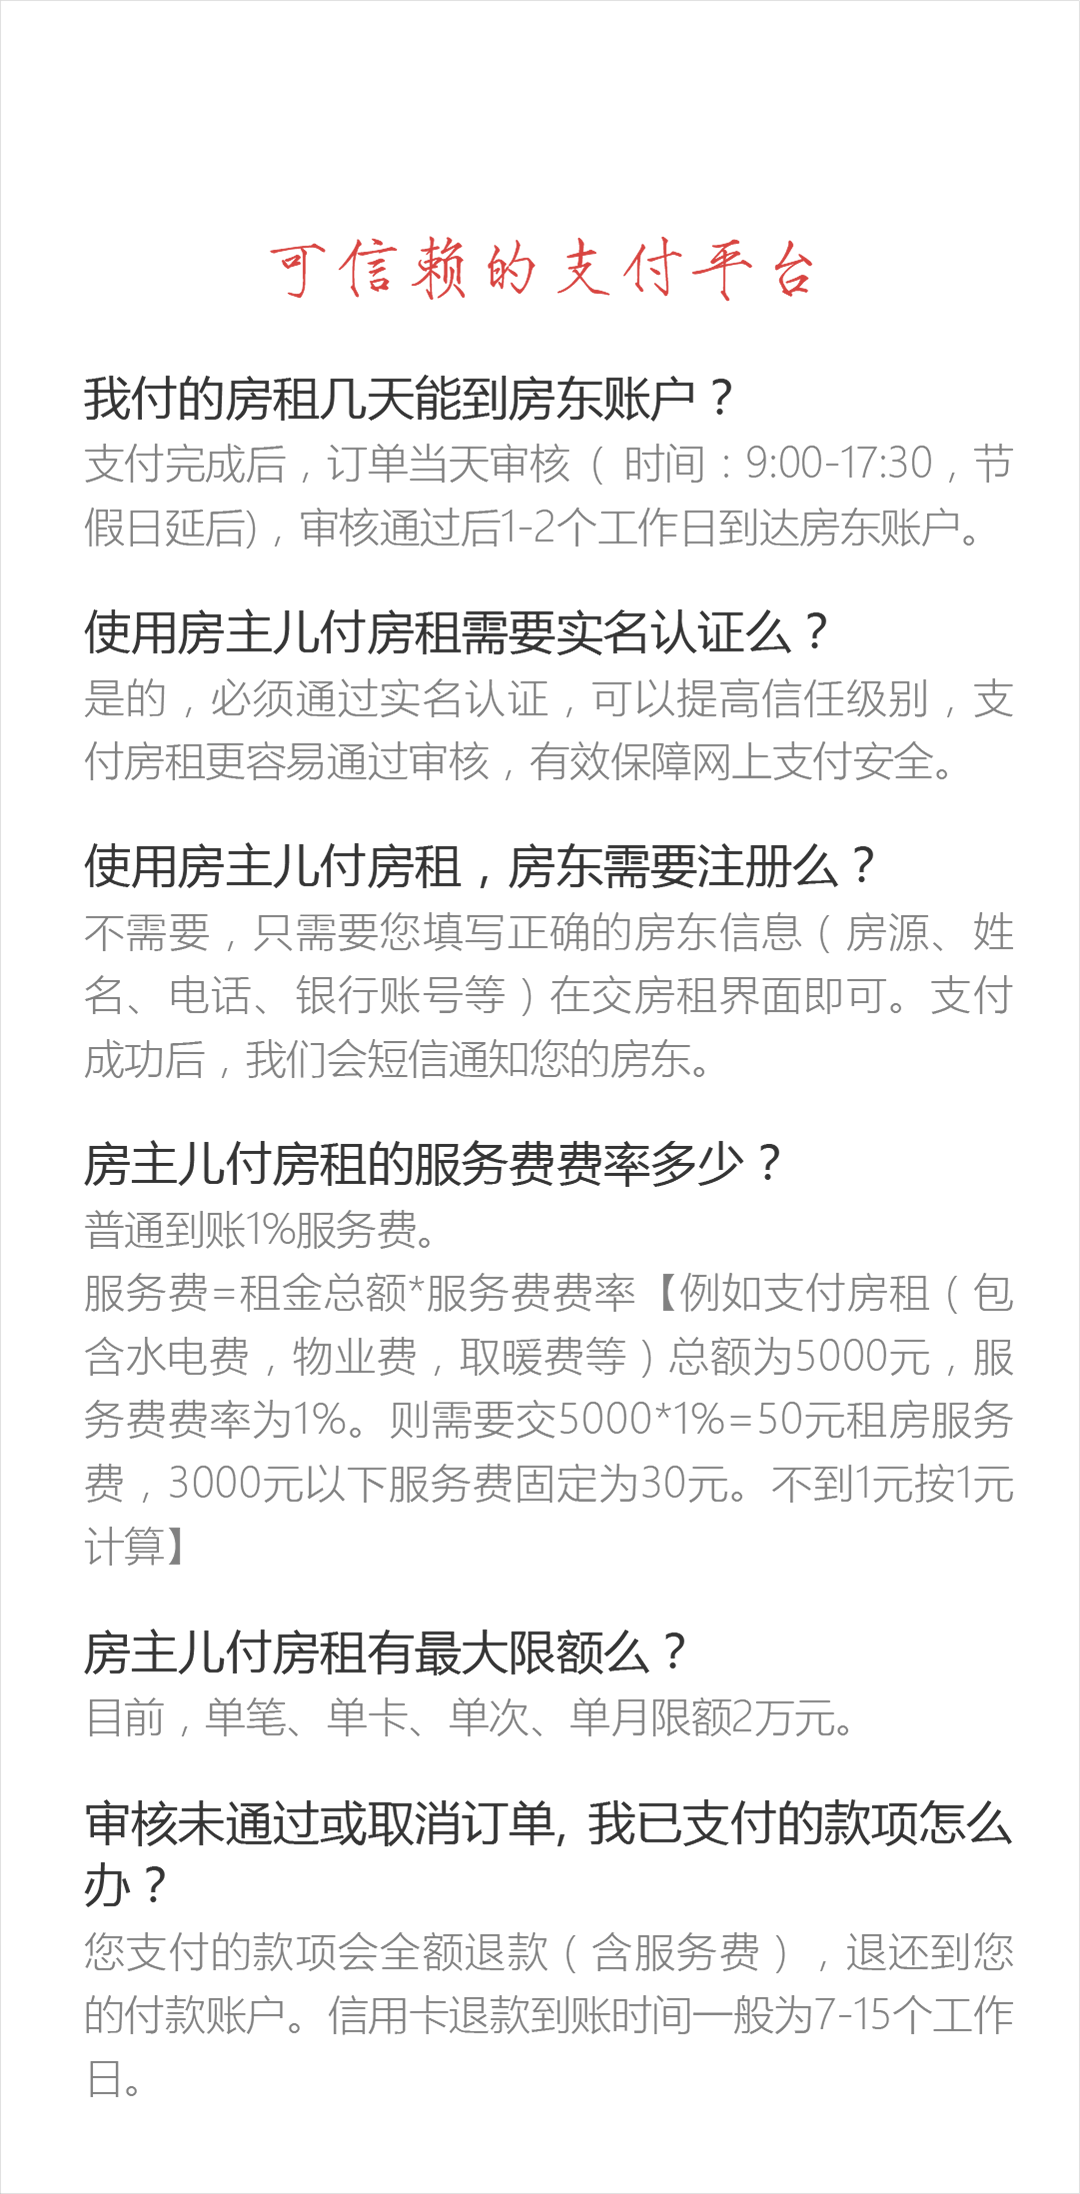 可信赖的支付平台
我付的房租几天能到房东账户？
支付完成后，订单当天审核（ 时间：9:00-17:30，节
假日延后)，审核通过后1-2个工作日到达房东账户。
使用房主儿付房租需要实名认证么？
是的，必须通过实名认证，可以提高信任级别，支
付房租更容易通过审核，有效保障网上支付安全。
使用房主儿付房租，房东需要注册么？
不需要，只需要您填写正确的房东信息（房源、姓
名、电话、银行账号等）在交房租界面即可。支付
成功后，我们会短信通知您的房东。
房主儿付房租的服务费费率多少？
普通到账1%服务费。
服务费=租金总额*服务费费率【例如支付房租（包
含水电费，物业费，取暖费等）总额为5000元，服
务费费率为1%。则需要交5000*1%=50元租房服务
费，3000元以下服务费固定为30元。不到1元按1元
计算】
房主儿付房租有最大限额么？
目前，单笔、单卡、单次、单月限额2万元。
审核未通过或取消订单, 我已支付的款项怎么
办？
您支付的款项会全额退款（含服务费），退还到您
的付款账户。信用卡退款到账时间一般为7-15个工作
日。